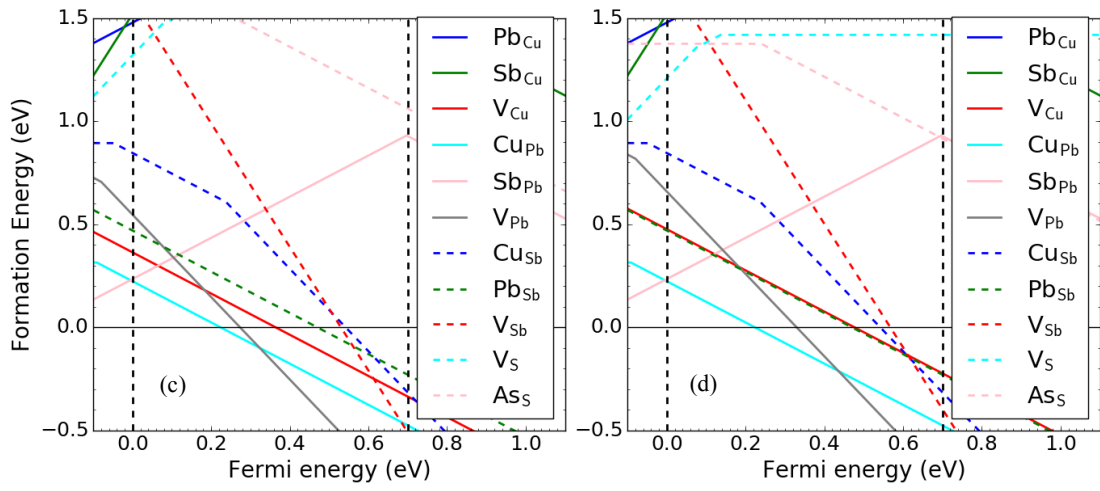 1.5
1.0
0.5
0.0
−0.5
Formation Energy (eV)
0.0 0.2 0.4 0.6 0.8 1.0
Fermi energy (eV)
(c)
Pb_Cu
Sb_Cu
V_Cu
Cu_Pb
Sb_Pb
V_Pb
Cu_Sb
Pb_Sb
V_Sb
V_S
As_S
1.5
1.0
0.5
0.0
−0.5
0.0 0.2 0.4 0.6 0.8 1.0
Fermi energy (eV)
(d)
Pb_Cu
Sb_Cu
V_Cu
Cu_Pb
Sb_Pb
V_Pb
Cu_Sb
Pb_Sb
V_Sb
V_S
As_S